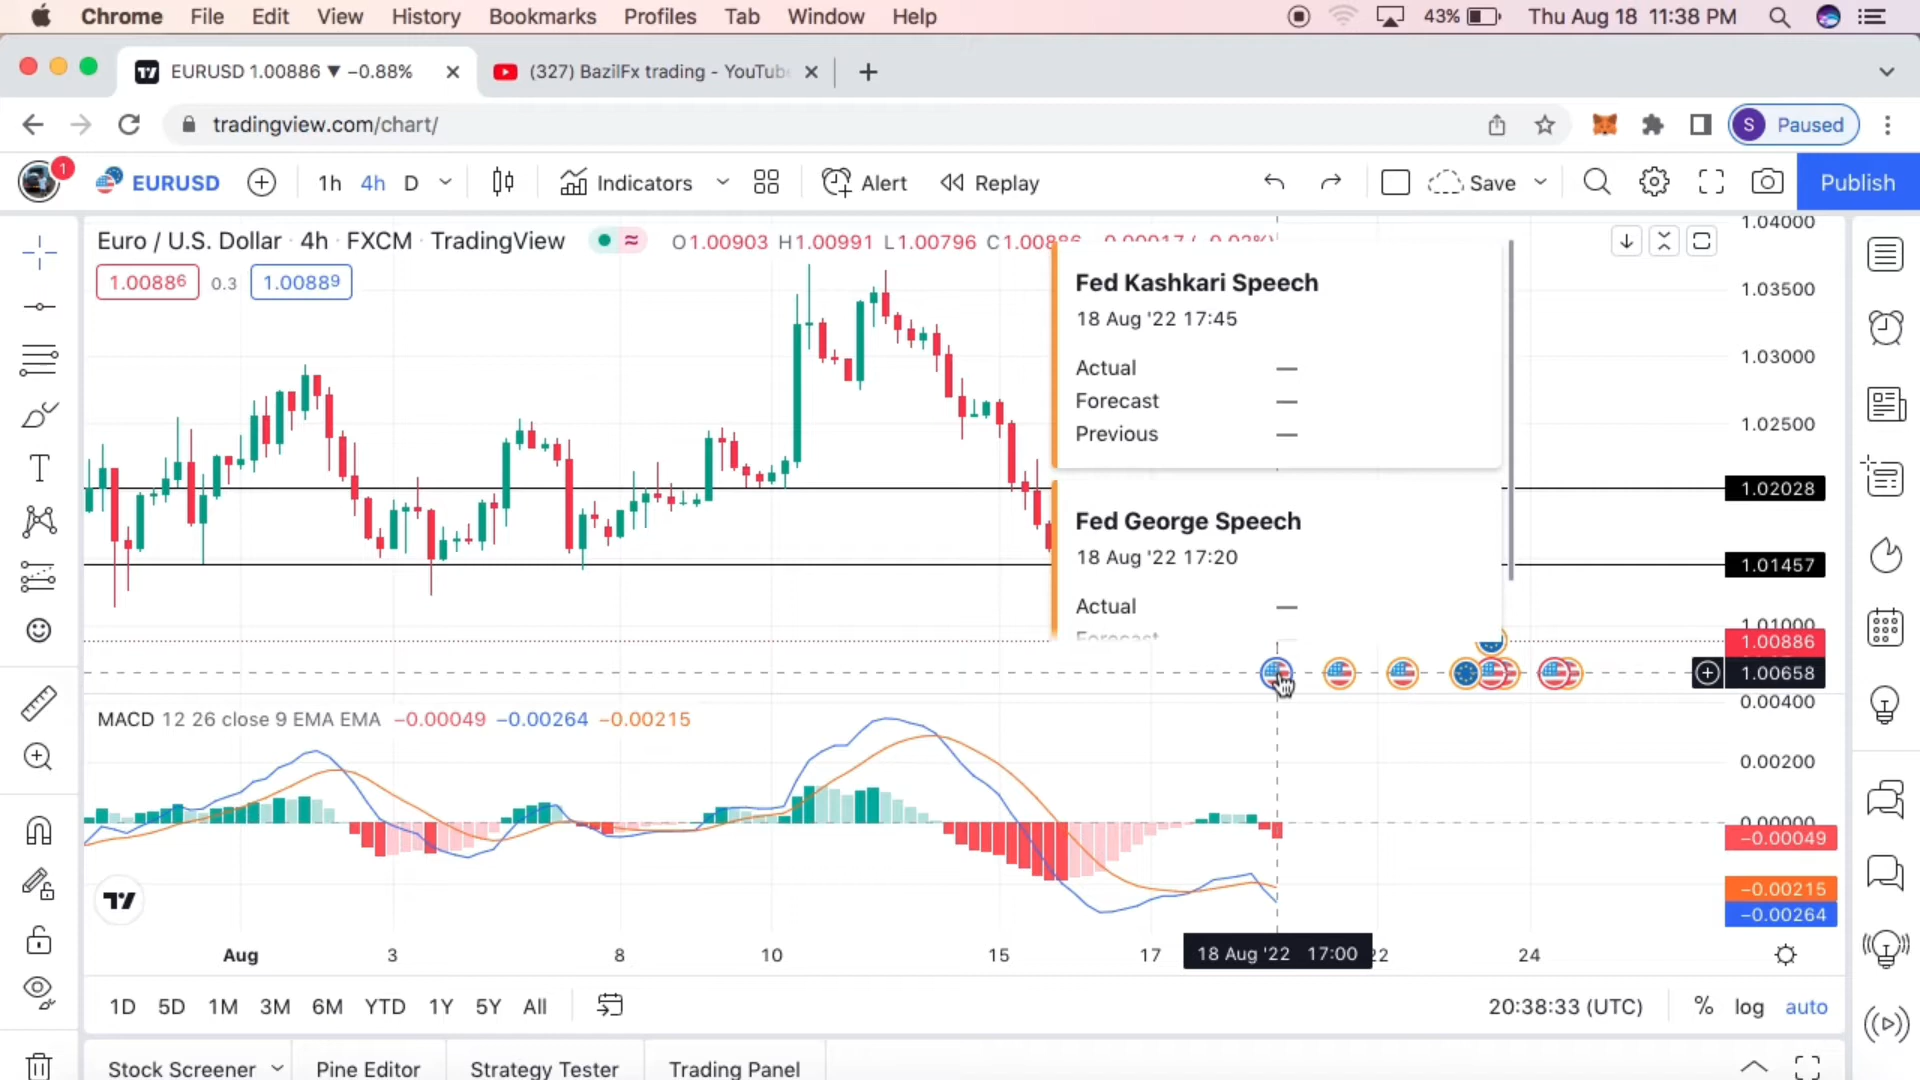 Chrome File Edit View History Bookmarks Profiles Tab Window Help 43% Thu Aug 18 11:38 PM
EURUSD 1.00886 ▼ −0.88% (327) BazilFx trading - YouTube
tradingview.com/chart/ S Paused
1 EURUSD 1h 4h D Indicators Alert Replay Save Publish
Euro / U.S. Dollar · 4h · FXCM · TradingView O1.00903 H1.00991 L1.00796 C1.00886 −0.00017 (−0.02%)
1.00886 0.3 1.00889
1.04000
1.03500
1.03000
1.02500
1.02028
1.01457
1.01000
1.00886
1.00658
Fed Kashkari Speech
18 Aug '22 17:45
Actual —
Forecast —
Previous —
Fed George Speech
18 Aug '22 17:20
Actual —
Forecast
MACD 12 26 close 9 EMA EMA −0.00049 −0.00264 −0.00215
0.00400
0.00200
0.00000
−0.00049
−0.00215
−0.00264
Aug 3 8 10 15 17 18 Aug '22 17:00 22 24
1D 5D 1M 3M 6M YTD 1Y 5Y All 20:38:33 (UTC) % log auto
Stock Screener Pine Editor Strategy Tester Trading Panel